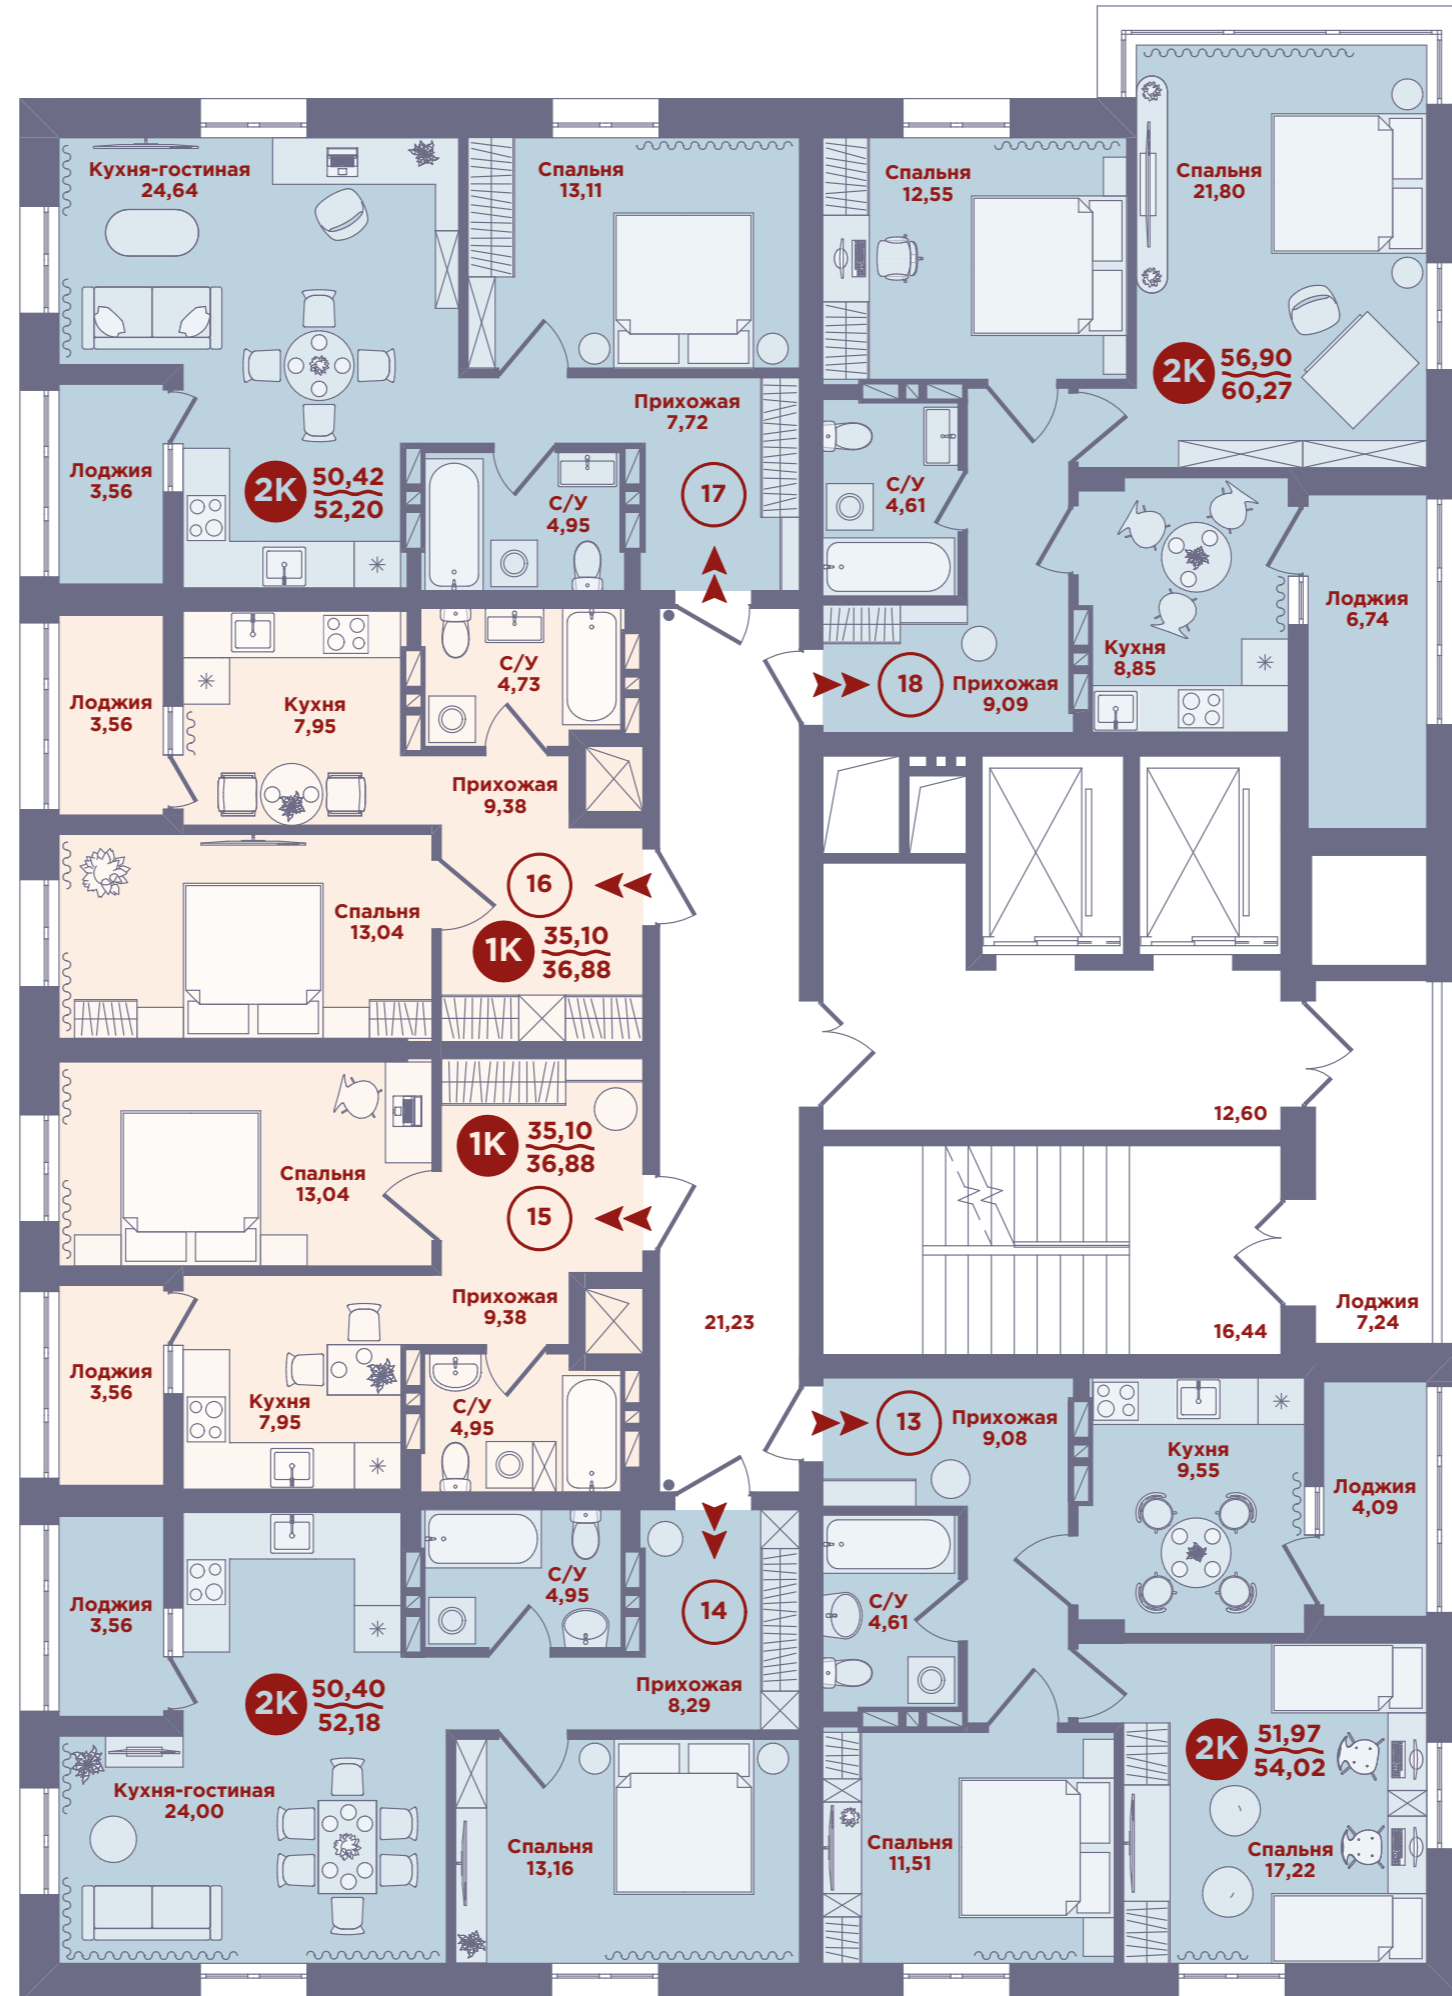 Кухня-гостиная
24,64
Спальня
13,11
Спальня
12,55
Спальня
21,80
2К
56,90
60,27
Прихожая
7,72
Лоджия
3,56
2К
50,42
52,20
С/У
4,95
17
С/У
4,61
Лоджия
6,74
Кухня
8,85
18
Прихожая
9,09
С/У
4,73
Лоджия
3,56
Кухня
7,95
Прихожая
9,38
16
Спальня
13,04
1К
35,10
36,88
12,60
1К
35,10
36,88
Спальня
13,04
15
Прихожая
9,38
21,23
16,44
Лоджия
7,24
Лоджия
3,56
Кухня
7,95
С/У
4,95
13
Прихожая
9,08
Кухня
9,55
Лоджия
4,09
Лоджия
3,56
С/У
4,95
14
С/У
4,61
2К
50,40
52,18
Прихожая
8,29
2К
51,97
54,02
Кухня-гостиная
24,00
Спальня
13,16
Спальня
11,51
Спальня
17,22